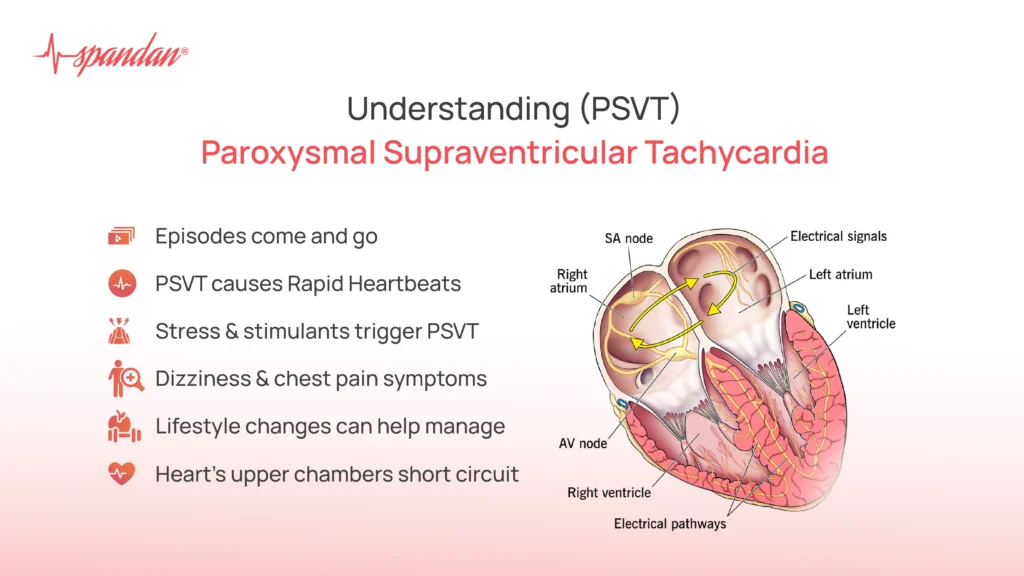 spandan®
Understanding (PSVT)
Paroxysmal Supraventricular Tachycardia
Episodes come and go
PSVT causes Rapid Heartbeats
Stress & stimulants trigger PSVT
Dizziness & chest pain symptoms
Lifestyle changes can help manage
Heart's upper chambers short circuit
SA node
Electrical signals
Right
atrium
Left atrium
Left
ventricle
AV node
Right ventricle
Electrical pathways